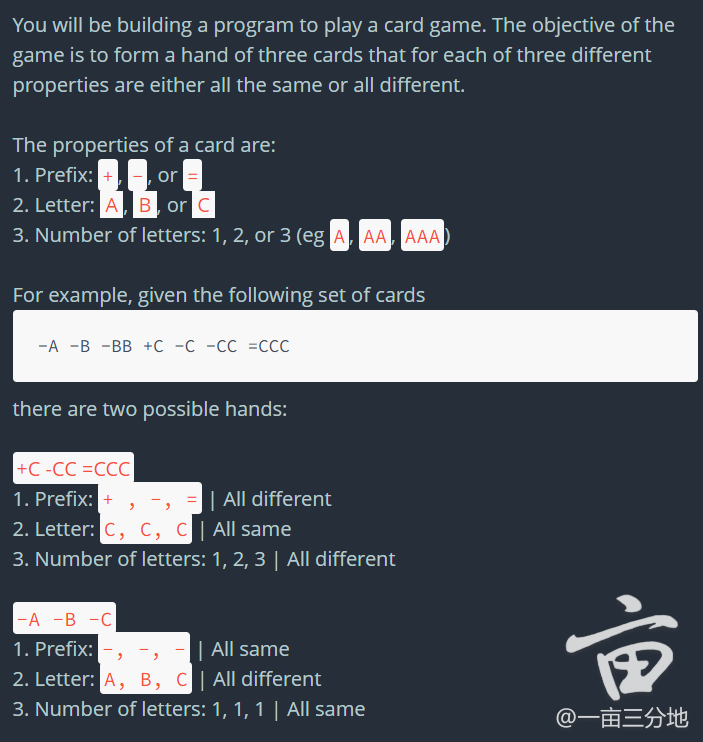 You will be building a program to play a card game. The objective of the
game is to form a hand of three cards that for each of three different
properties are either all the same or all different.
The properties of a card are:
1. Prefix: +, -, or =
2. Letter: A, B, or C
3. Number of letters: 1, 2, or 3 (eg A, AA, AAA)
For example, given the following set of cards
-A -B -BB +C -C -CC =CCC
there are two possible hands:
+C -CC =CCC
1. Prefix: + , -, = | All different
2. Letter: C, C, C | All same
3. Number of letters: 1, 2, 3 | All different
-A -B -C
1. Prefix: -, -, - | All same
2. Letter: A, B, C | All different
3. Number of letters: 1, 1, 1 | All same
亩
@一亩三分地